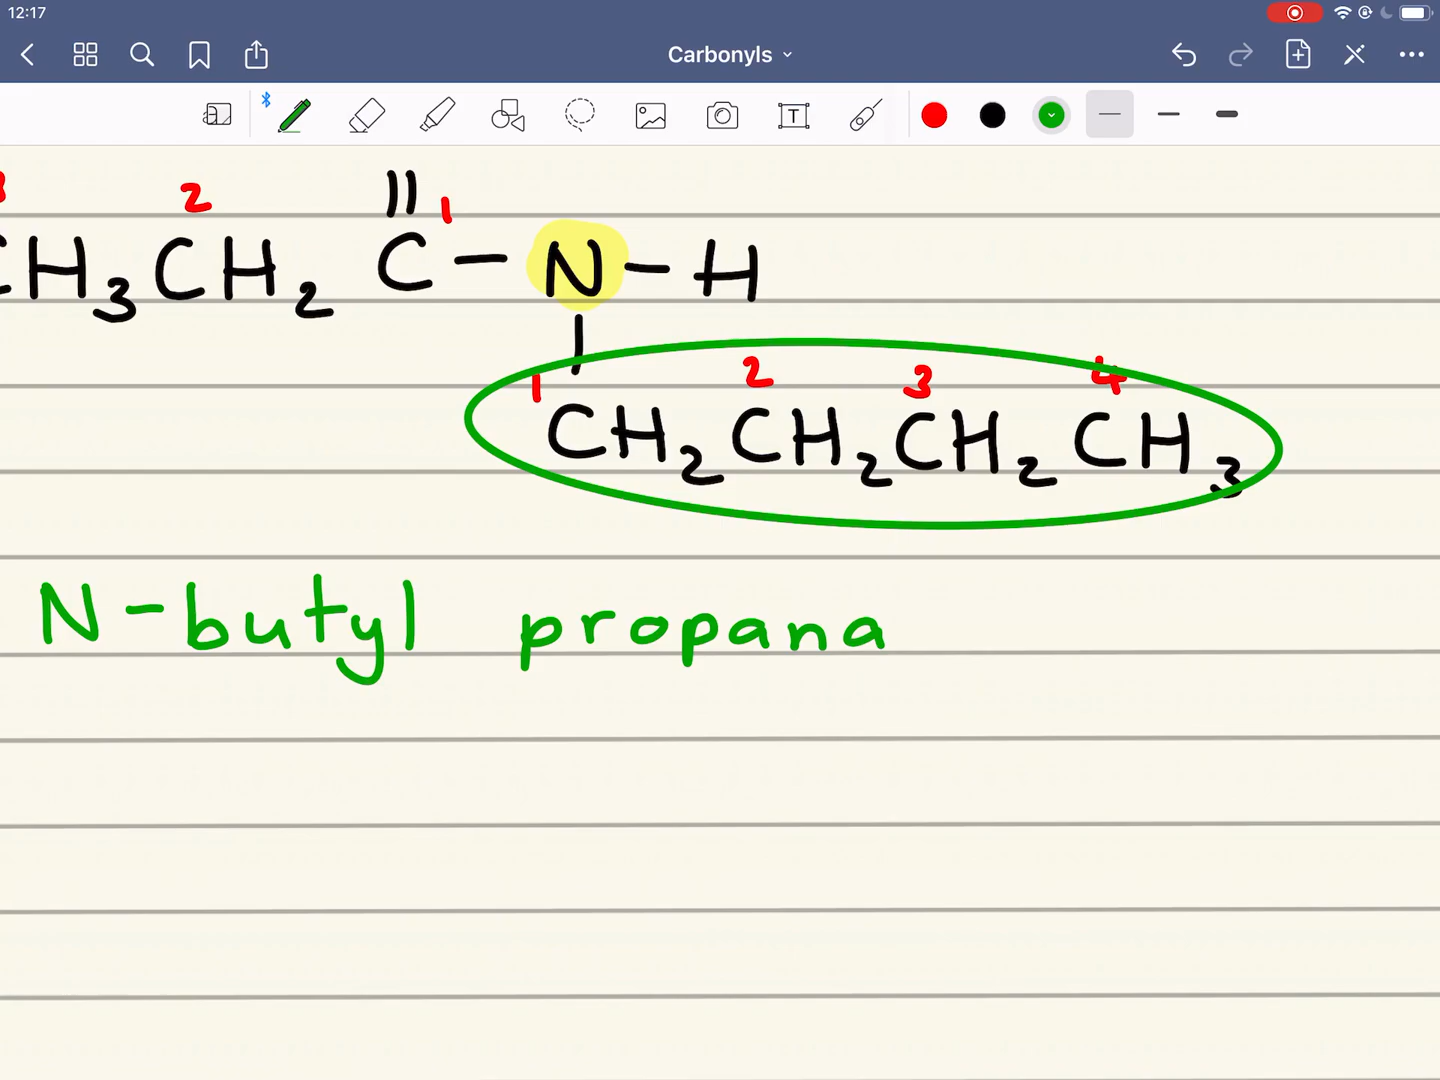 12:17
Carbonyls
T
3 2 || 1
CH3CH2 C - N - H
|
1 2 3 4
CH2CH2CH2CH3
N-butyl propana